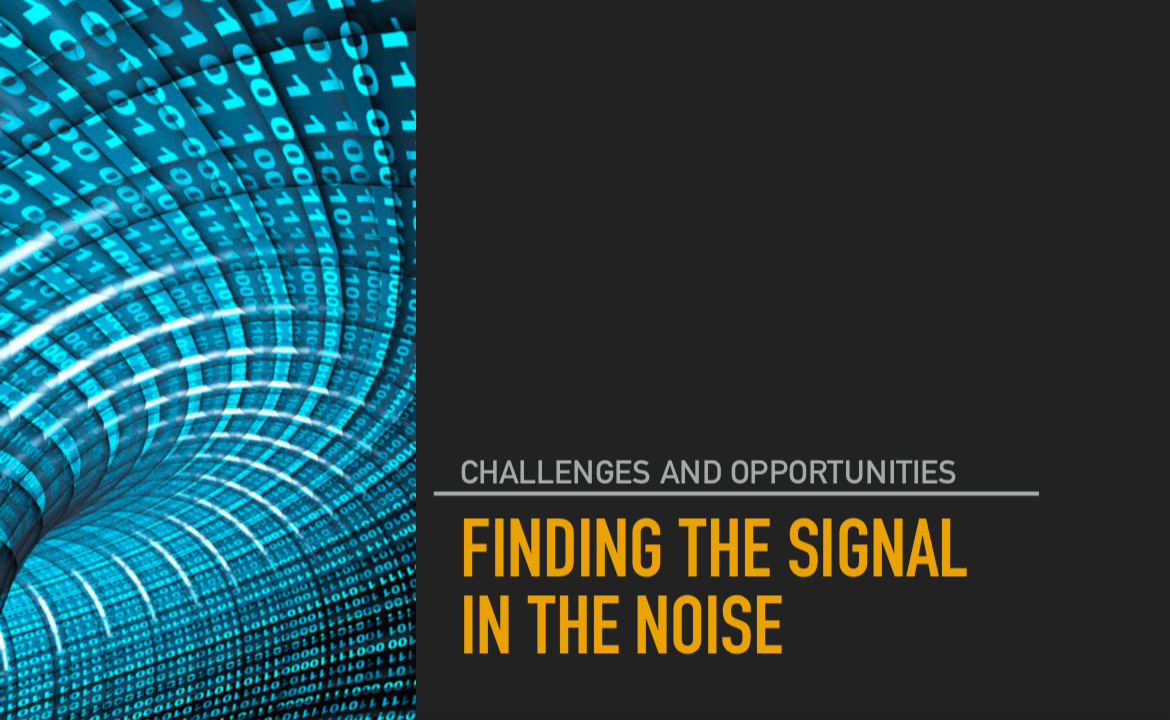 CHALLENGES AND OPPORTUNITIES
FINDING THE SIGNAL
IN THE NOISE